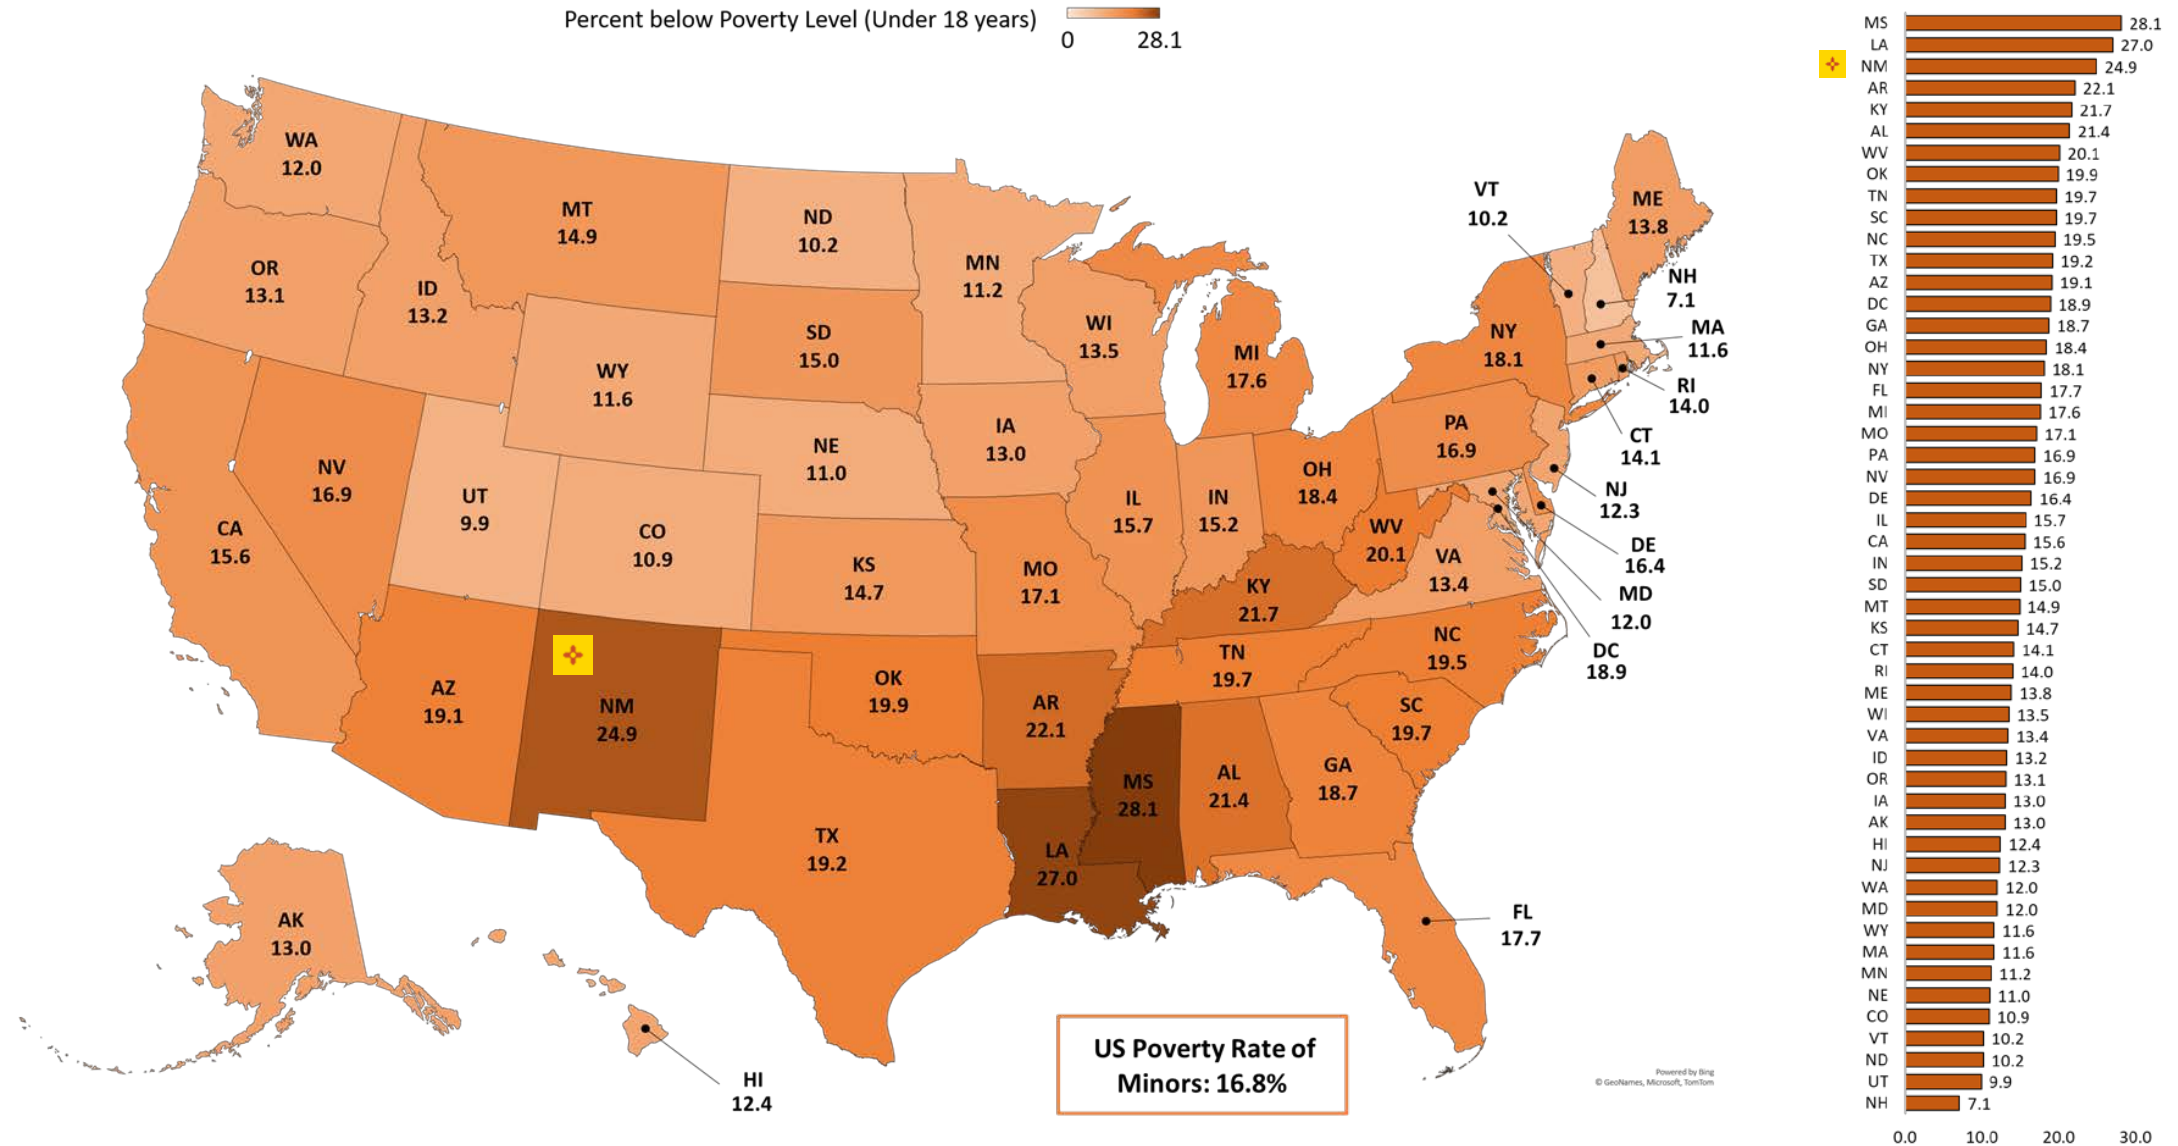 Percent below Poverty Level (Under 18 years)
0 28.1
WA
12.0
OR
13.1
ID
13.2
MT
14.9
ND
10.2
MN
11.2
SD
15.0
WY
11.6
WI
13.5
MI
17.6
NE
11.0
IA
13.0
NV
16.9
UT
9.9
CO
10.9
CA
15.6
KS
14.7
MO
17.1
IL
15.7
IN
15.2
OH
18.4
PA
16.9
NY
18.1
VT
10.2
ME
13.8
NH
7.1
MA
11.6
RI
14.0
CT
14.1
NJ
12.3
DE
16.4
MD
12.0
DC
18.9
WV
20.1
VA
13.4
KY
21.7
TN
19.7
NC
19.5
SC
19.7
AZ
19.1
NM
24.9
OK
19.9
AR
22.1
TX
19.2
LA
27.0
MS
28.1
AL
21.4
GA
18.7
FL
17.7
AK
13.0
HI
12.4
US Poverty Rate of
Minors: 16.8%
Powered by Bing
© GeoNames, Microsoft, TomTom
MS 28.1
LA 27.0
NM 24.9
AR 22.1
KY 21.7
AL 21.4
WV 20.1
OK 19.9
TN 19.7
SC 19.7
NC 19.5
TX 19.2
AZ 19.1
DC 18.9
GA 18.7
OH 18.4
NY 18.1
FL 17.7
MI 17.6
MO 17.1
PA 16.9
NV 16.9
DE 16.4
IL 15.7
CA 15.6
IN 15.2
SD 15.0
MT 14.9
KS 14.7
CT 14.1
RI 14.0
ME 13.8
WI 13.5
VA 13.4
ID 13.2
OR 13.1
IA 13.0
AK 13.0
HI 12.4
NJ 12.3
WA 12.0
MD 12.0
WY 11.6
MA 11.6
MN 11.2
NE 11.0
CO 10.9
VT 10.2
ND 10.2
UT 9.9
NH 7.1
0.0 10.0 20.0 30.0